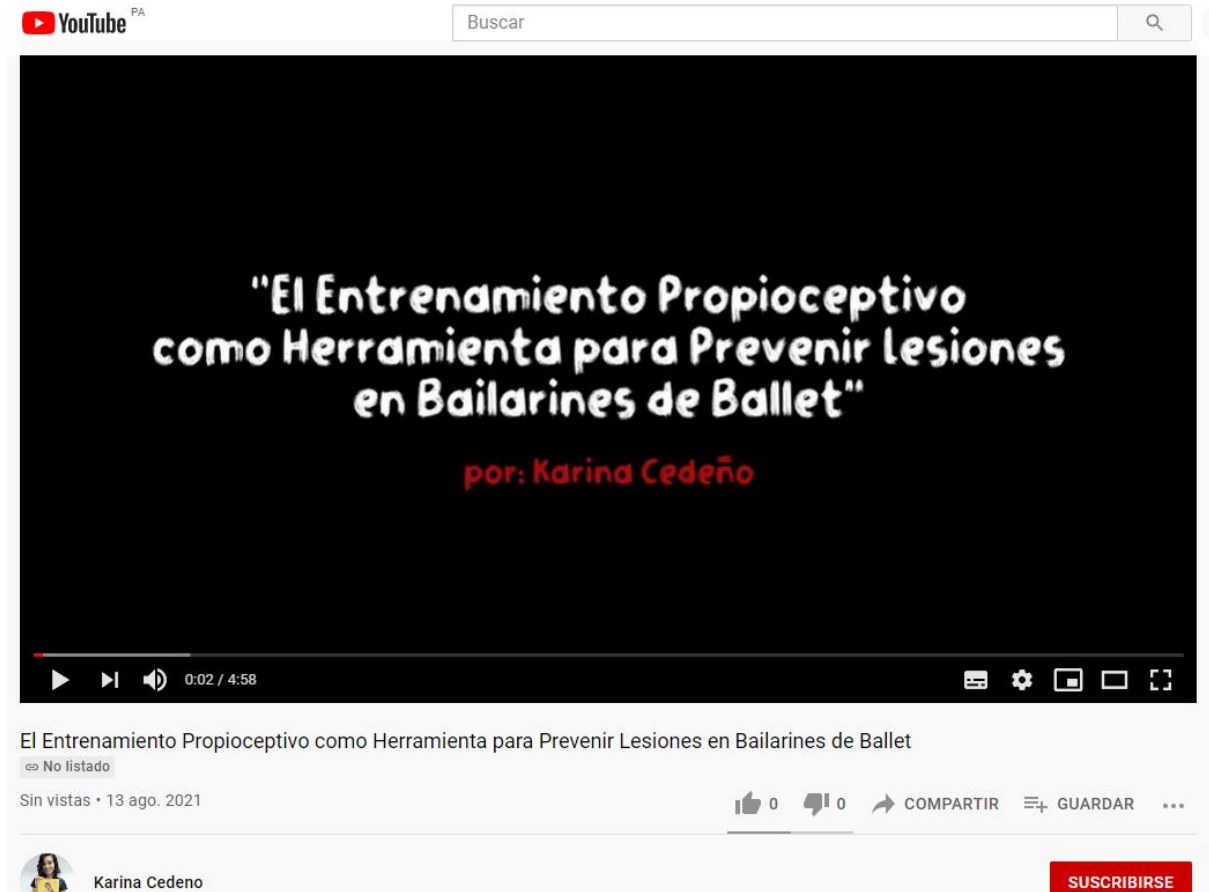 YouTube PA
Buscar
"El Entrenamiento Propioceptivo
como Herramienta para Prevenir Lesiones
en Bailarines de Ballet"
por: Karina Cedeño
0:02 / 4:58
El Entrenamiento Propioceptivo como Herramienta para Prevenir Lesiones en Bailarines de Ballet
No listado
Sin vistas • 13 ago. 2021
0 0 COMPARTIR GUARDAR
Karina Cedeno
SUSCRIBIRSE